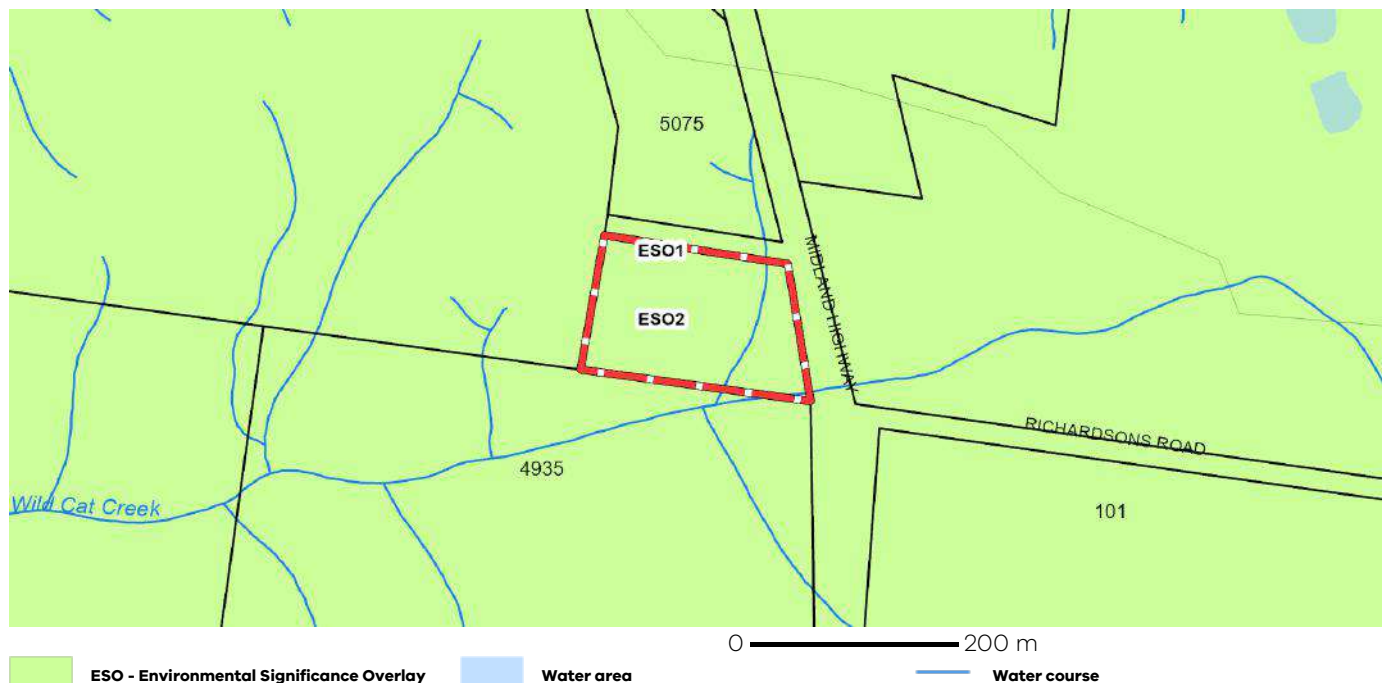 5075
ESO1
MIDLAND HIGHWAY
ESO2
RICHARDSONS ROAD
4935
Wild Cat Creek
101
0 200 m
ESO - Environmental Significance Overlay Water area Water course